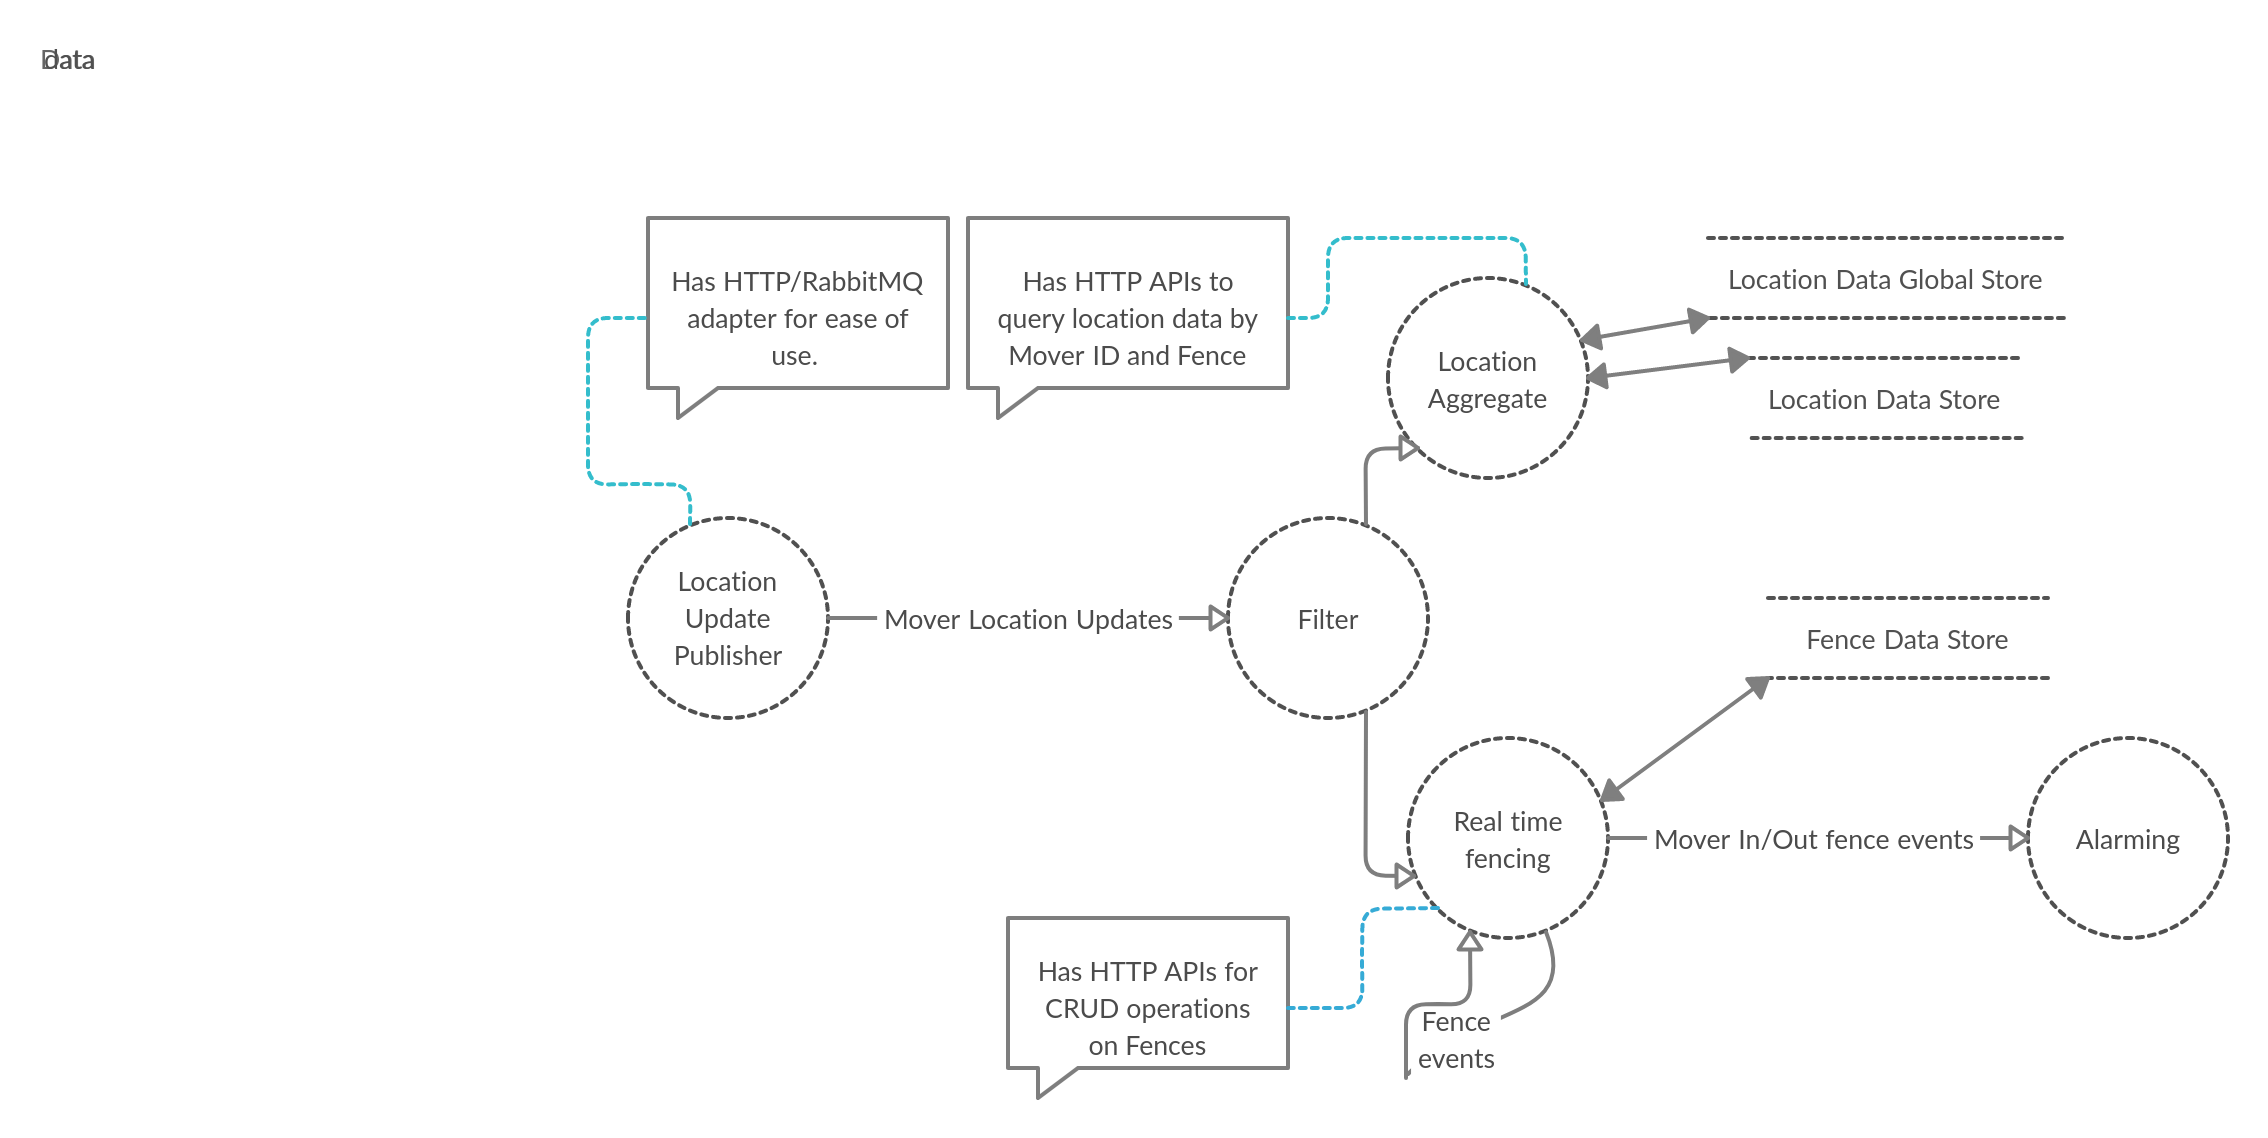 Data
data
Has HTTP/RabbitMQ
adapter for ease of
use.
Has HTTP APIs to
query location data by
Mover ID and Fence
Location Data Global Store
Location
Aggregate
Location Data Store
Location
Update
Publisher
Mover Location Updates
Filter
Fence Data Store
Real time
fencing
Mover In/Out fence events
Alarming
Has HTTP APIs for
CRUD operations
on Fences
Fence
events